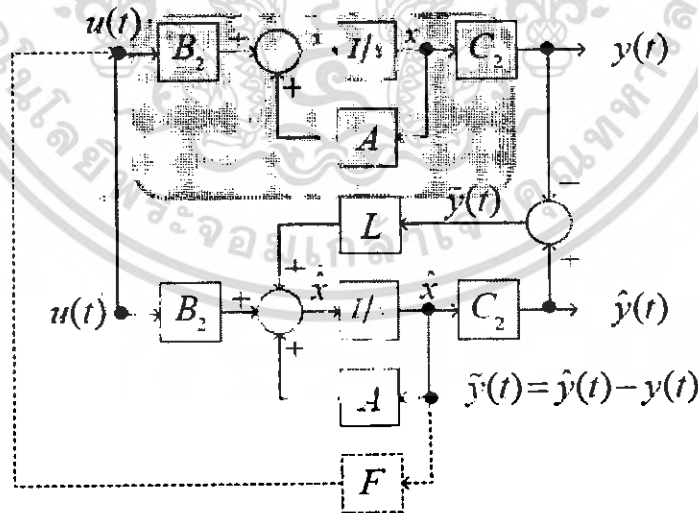 u(t)
B₂
+
ẋ
I/s
x
C₂
y(t)
+
A
−
ỹ(t)
L
+
+
u(t)
B₂
+
x̂
I/
x̂
C₂
ŷ(t)
+
A
ỹ(t) = ŷ(t) − y(t)
F